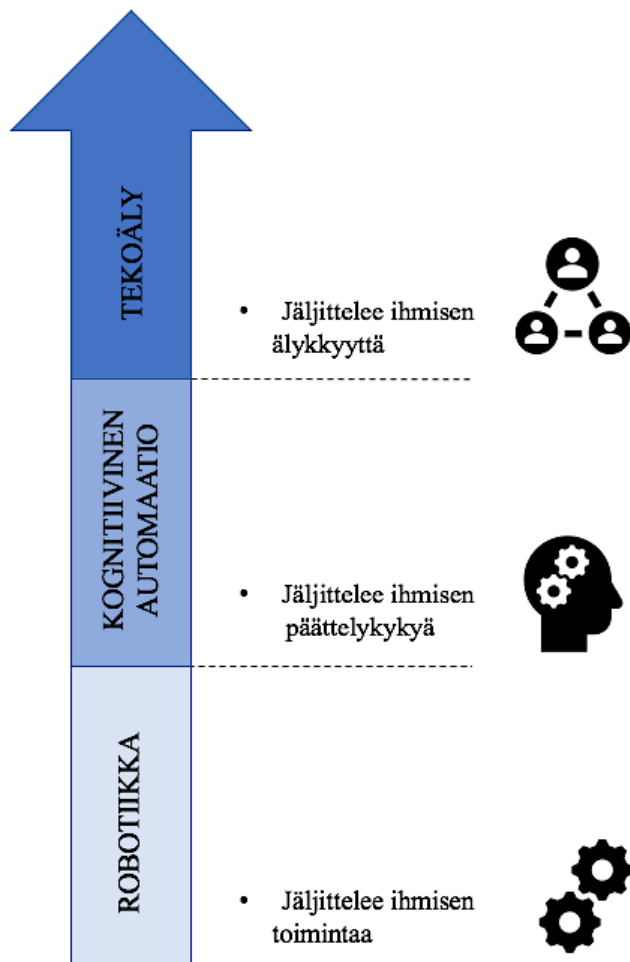 TEKOÄLY
• Jäljittelee ihmisen
älykkyyttä
KOGNITIIVINEN
AUTOMAATIO
• Jäljittelee ihmisen
päättelykykyä
ROBOTIIKKA
• Jäljittelee ihmisen
toimintaa